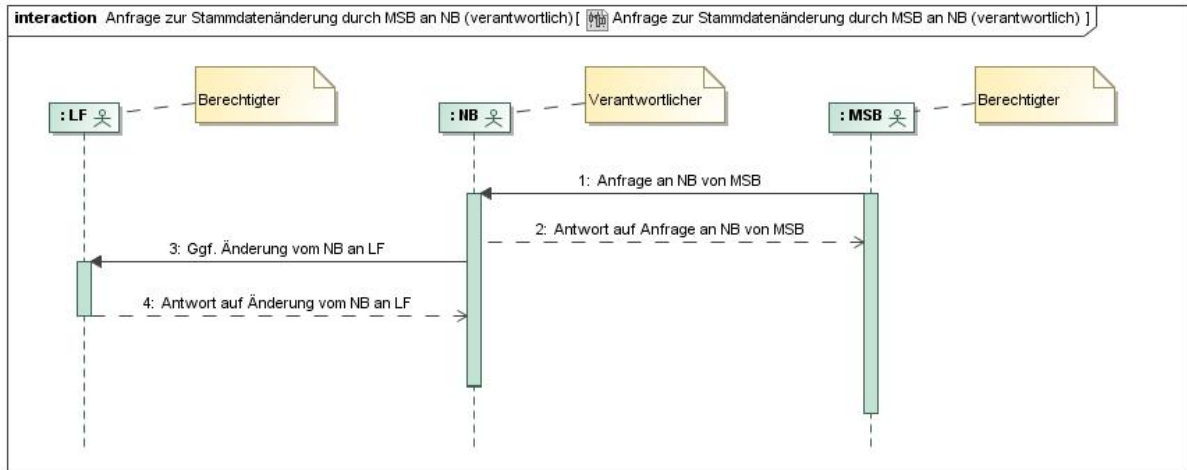 interaction Anfrage zur Stammdatenänderung durch MSB an NB (verantwortlich)[ Anfrage zur Stammdatenänderung durch MSB an NB (verantwortlich) ]
: LF
Berechtigter
: NB
Verantwortlicher
: MSB
Berechtigter
1: Anfrage an NB von MSB
2: Antwort auf Anfrage an NB von MSB
3: Ggf. Änderung vom NB an LF
4: Antwort auf Änderung vom NB an LF